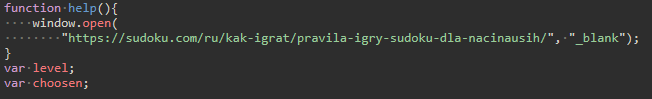 function help(){
    window.open(
        "https://sudoku.com/ru/kak-igrat/pravila-igry-sudoku-dla-nacinausih/", "_blank");
}
var level;
var choosen;